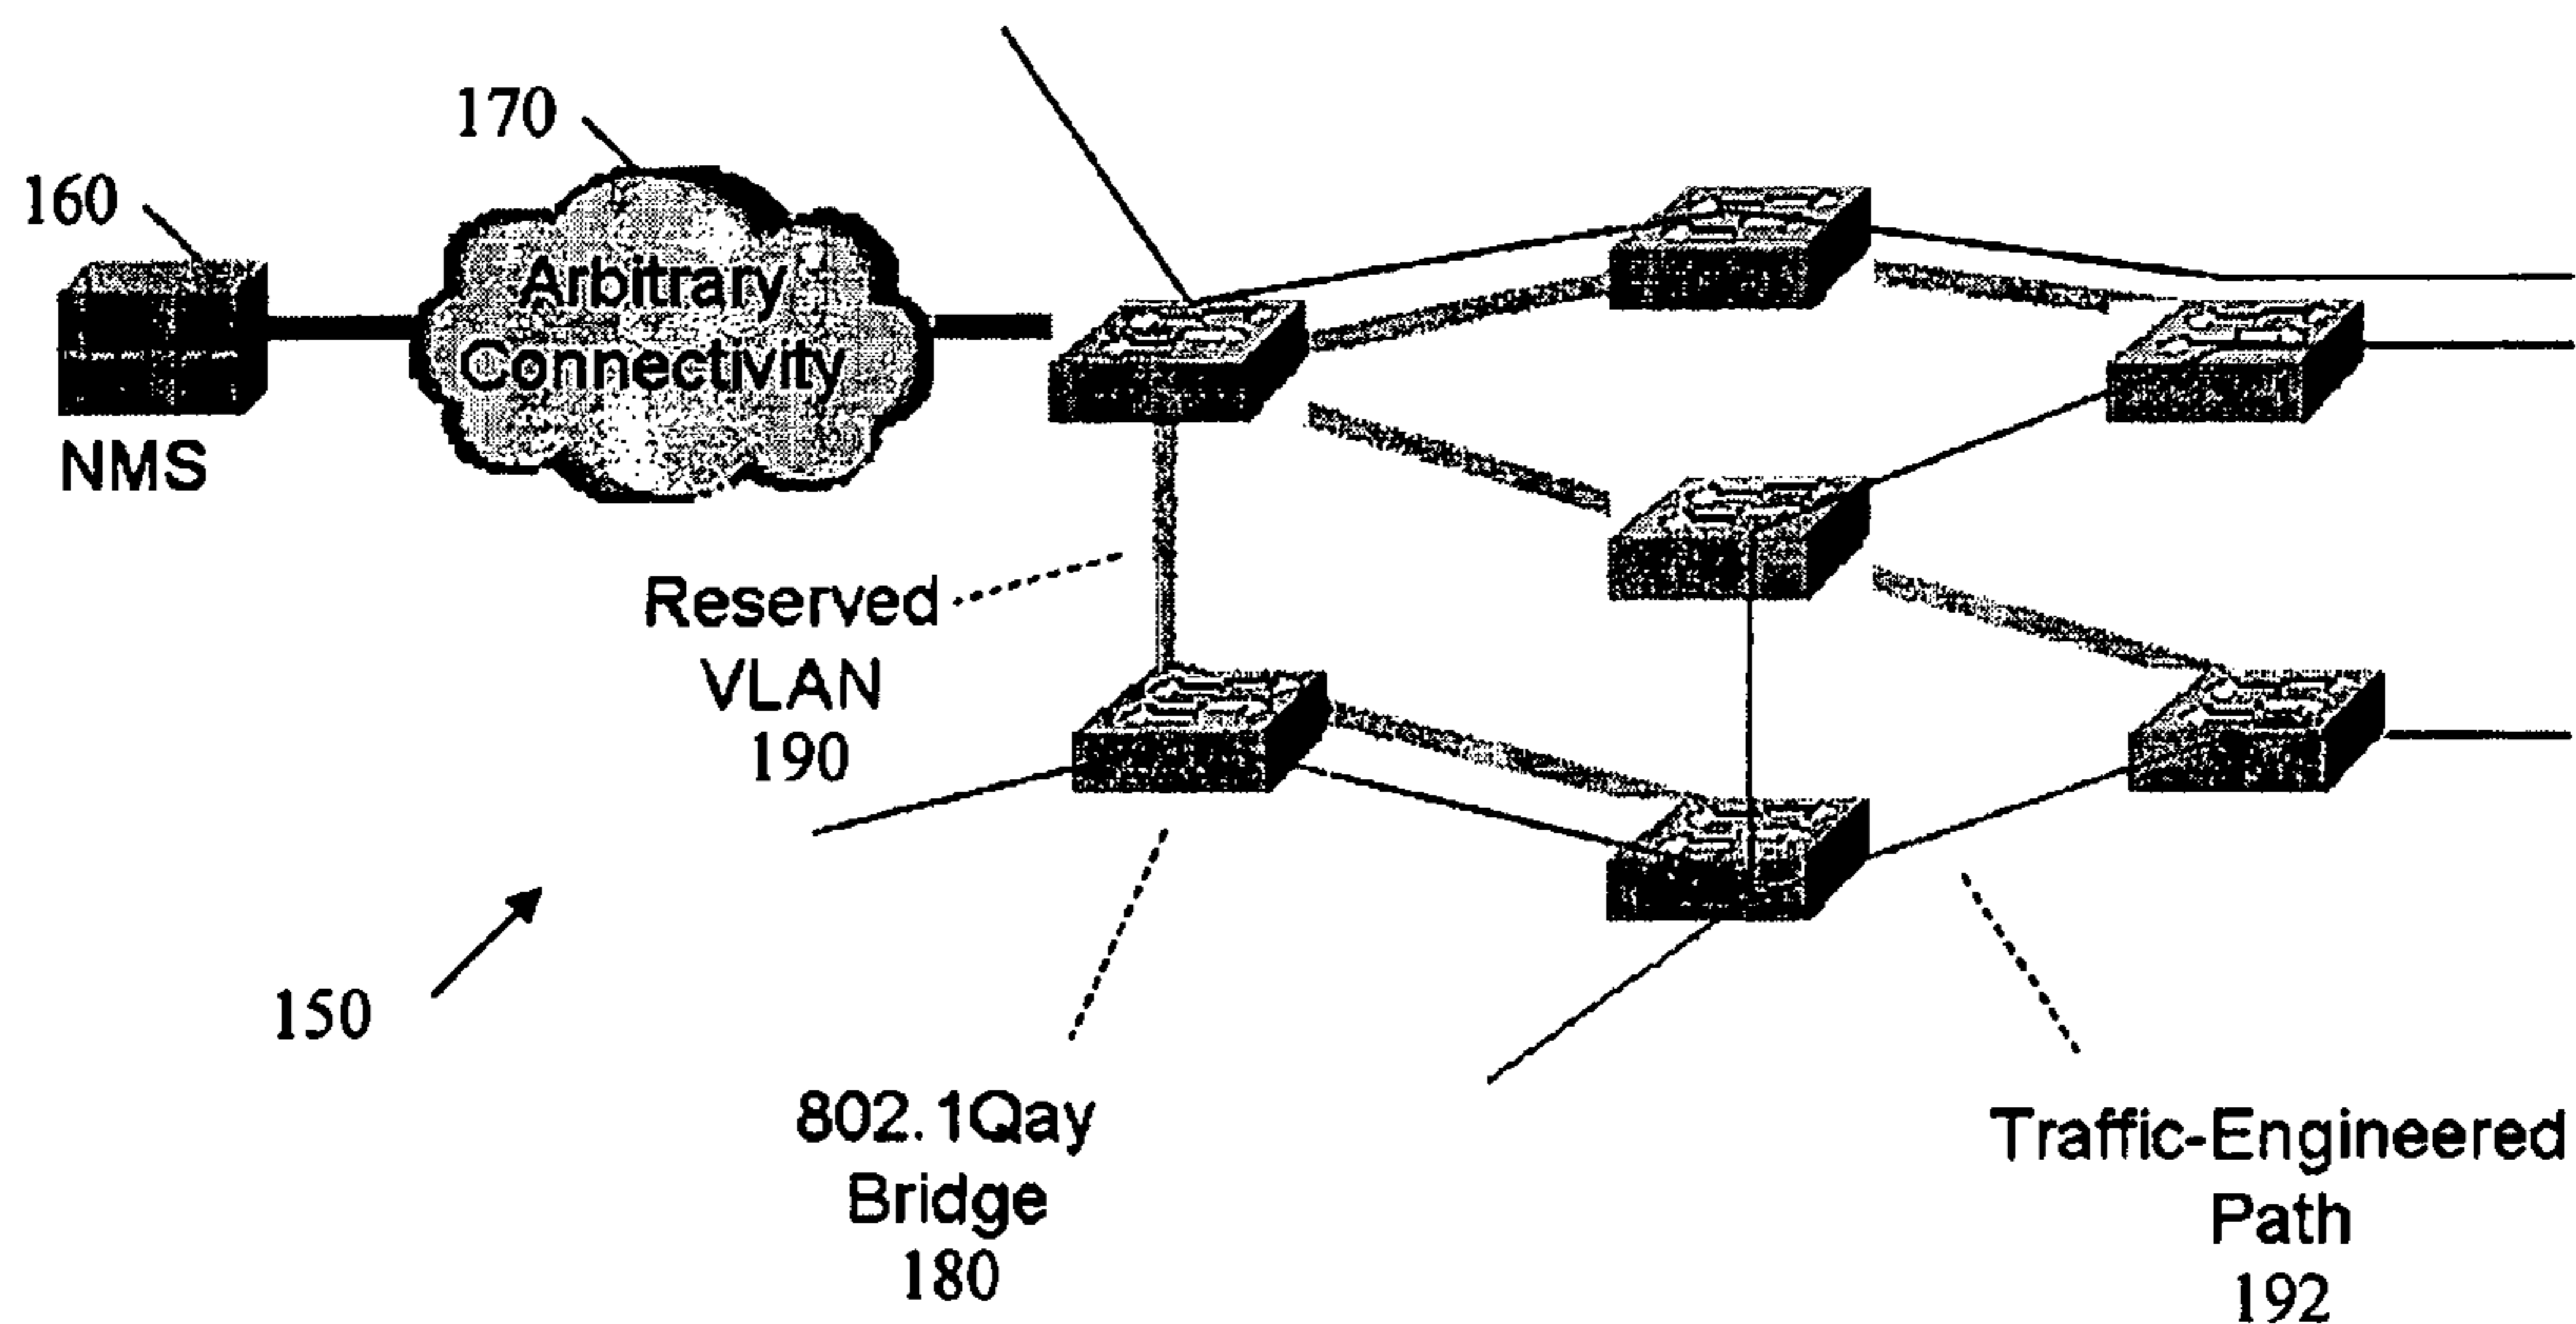 170
160
Arbitrary
Connectivity
NMS
Reserved
VLAN
190
150
802.1Qay
Bridge
180
Traffic-Engineered
Path
192